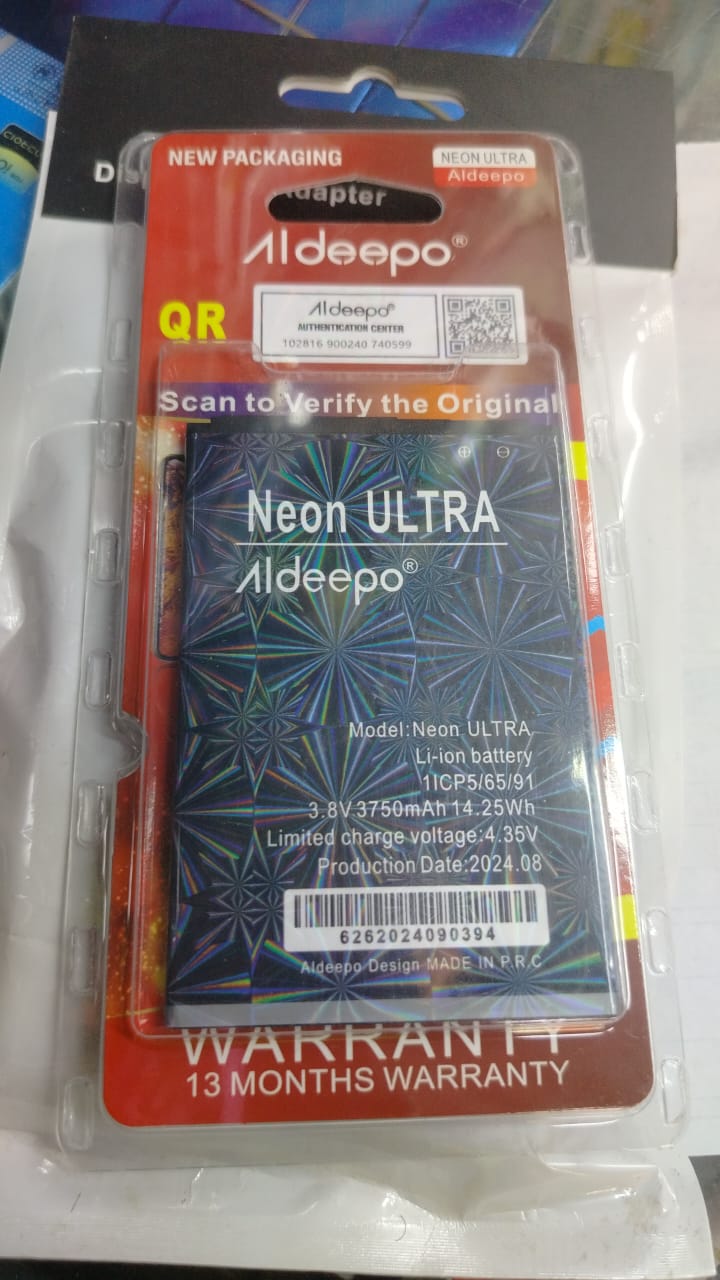 NEW PACKAGING
NEON ULTRA
Aldeepo
dapter
Aldeepo®
QR
Aldeepo®
AUTHENTICATION CENTER
102816 900240 740599
Scan to Verify the Original
Neon ULTRA
Aldeepo®
Model:Neon ULTRA
Li-ion battery
1ICP5/65/91
3.8V 3750mAh 14.25Wh
Limited charge voltage:4.35V
Production Date:2024.08
6262024090394
Aldeepo Design MADE IN P.R.C
WARRANTY
13 MONTHS WARRANTY